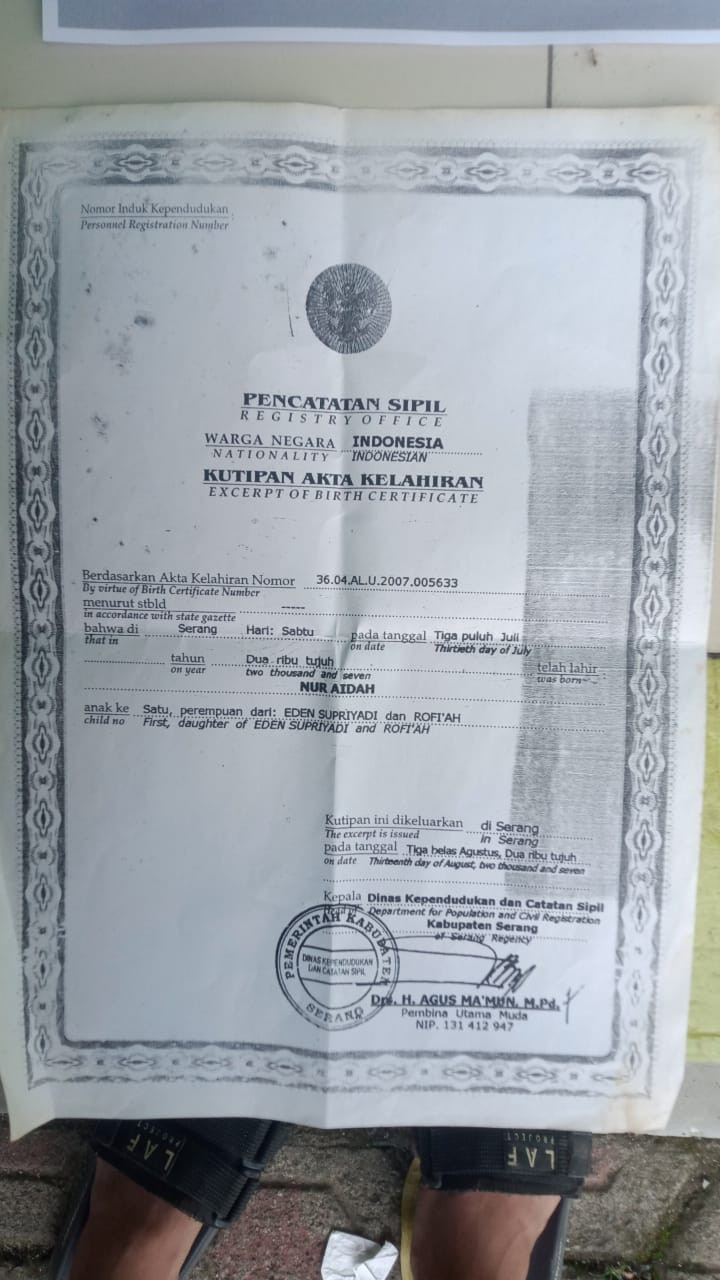 Nomor Induk Kependudukan
Personnel Registration Number
PENCATATAN SIPIL
REGISTRY OFFICE
WARGA NEGARA INDONESIA
NATIONALITY INDONESIAN
KUTIPAN AKTA KELAHIRAN
EXCERPT OF BIRTH CERTIFICATE
Berdasarkan Akta Kelahiran Nomor 36.04.AL.U.2007.005633
By virtue of Birth Certificate Number
menurut stbld -----
in accordance with state gazette
bahwa di Serang Hari: Sabtu pada tanggal Tiga puluh Juli
that in on date Thirtieth day of July
tahun Dua ribu tujuh telah lahir
on year two thousand and seven was born
NUR AIDAH
anak ke Satu, perempuan dari: EDEN SUPRIYADI dan ROFI'AH
child no First, daughter of EDEN SUPRIYADI and ROFI'AH
Kutipan ini dikeluarkan di Serang
The excerpt is issued in Serang
pada tanggal Tiga belas Agustus, Dua ribu tujuh
on date Thirteenth day of August, two thousand and seven
Kepala Dinas Kependudukan dan Catatan Sipil
Head of Department for Population and Civil Registration
Kabupaten Serang
of Serang Regency
PEMERINTAH KABUPATEN
DINAS KEPENDUDUKAN
DAN CATATAN SIPIL
SERANG
Drs. H. AGUS MA'MUN, M.Pd.
Pembina Utama Muda
NIP. 131 412 947
LAF
PROJECT
LAF
PROJECT